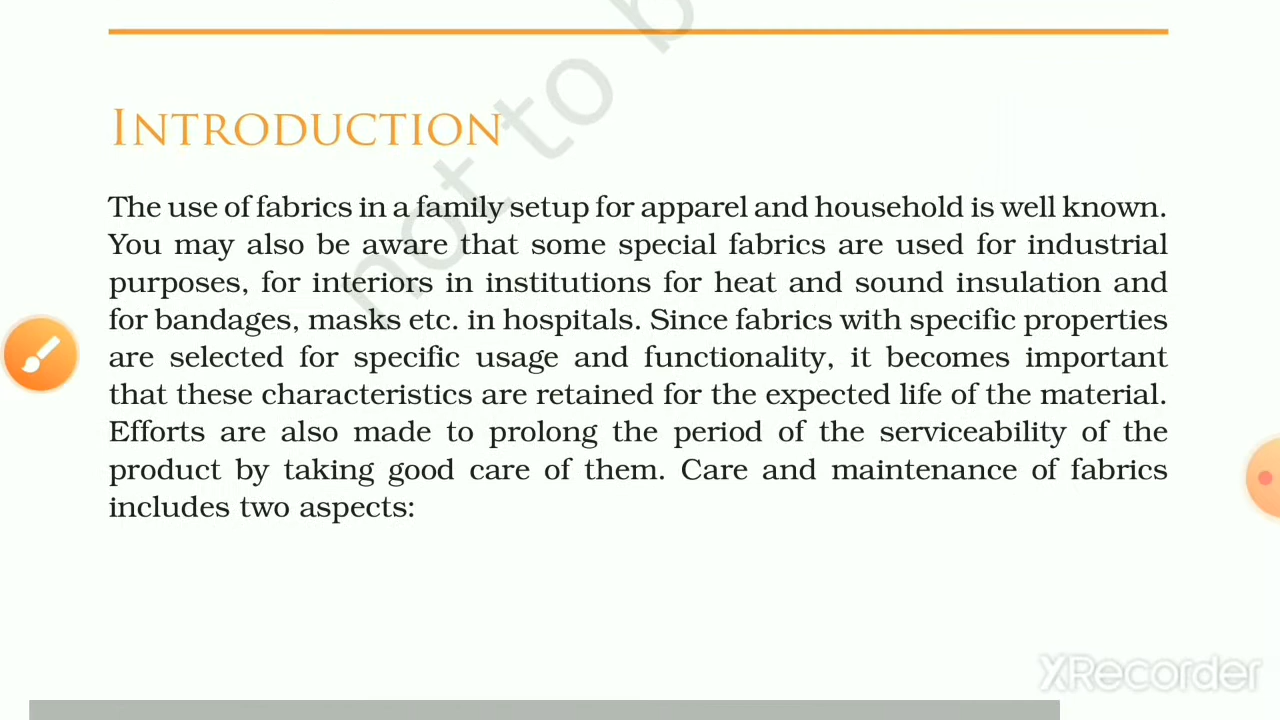 not to b
INTRODUCTION
The use of fabrics in a family setup for apparel and household is well known.
You may also be aware that some special fabrics are used for industrial
purposes, for interiors in institutions for heat and sound insulation and
for bandages, masks etc. in hospitals. Since fabrics with specific properties
are selected for specific usage and functionality, it becomes important
that these characteristics are retained for the expected life of the material.
Efforts are also made to prolong the period of the serviceability of the
product by taking good care of them. Care and maintenance of fabrics
includes two aspects:
XRecorder